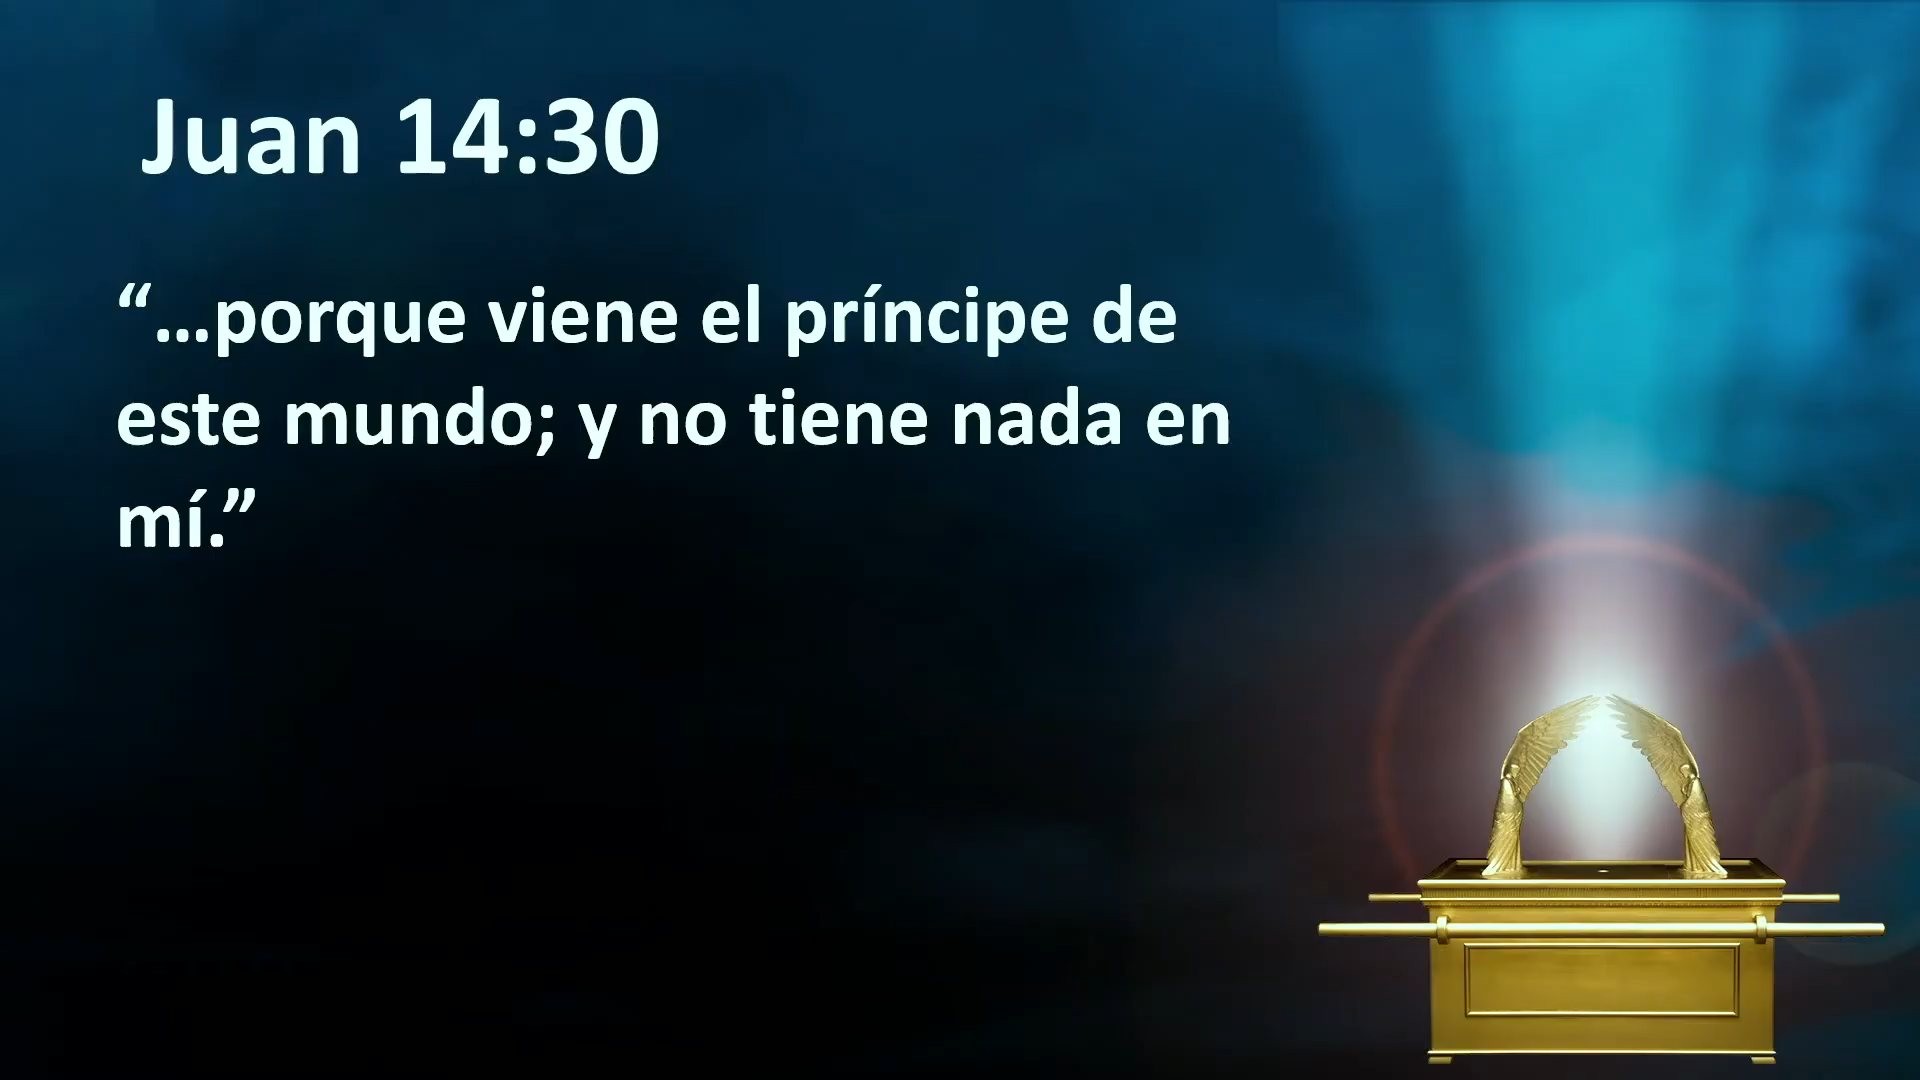 Juan 14:30
“…porque viene el príncipe de
este mundo; y no tiene nada en
mí.”